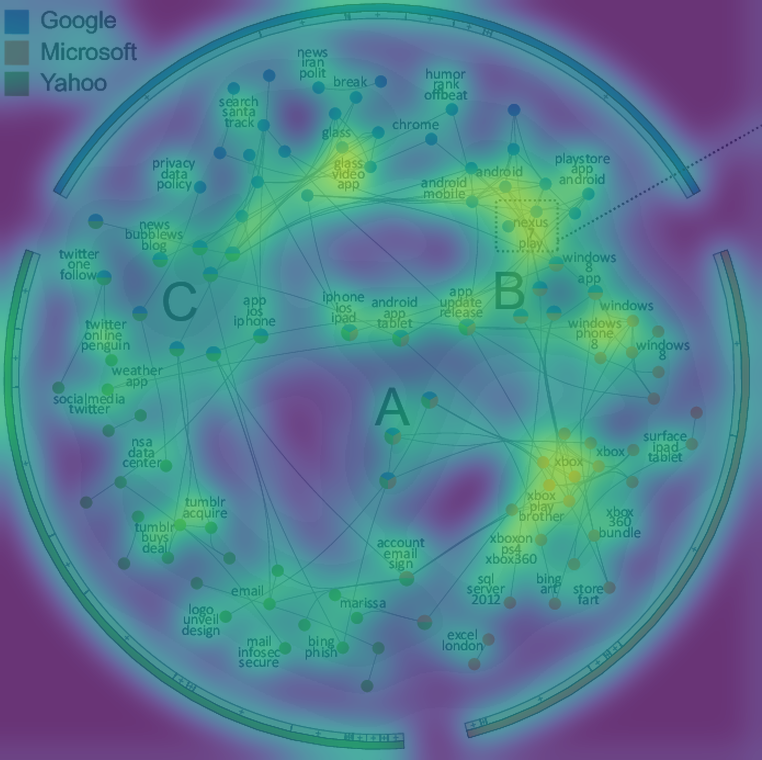 Google
Microsoft
Yahoo
news
iran
polit
break
humor
rank
offbeat
search
santa
track
glass
chrome
glass
video
app
android
playstore
app
android
privacy
data
policy
android
mobile
nexus
7
play
news
bubblews
blog
twitter
one
follow
windows
8
app
C
B
app
ios
iphone
iphone
ios
ipad
android
app
tablet
app
update
release
windows
windows
phone
8
windows
8
twitter
online
penguin
weather
app
socialmedia
twitter
A
nsa
data
center
xbox
xbox
surface
ipad
tablet
xbox
play
brother
tumblr
acquire
tumblr
buys
deal
xbox
360
bundle
xboxon
ps4
xbox360
account
email
sign
sql
server
2012
bing
art
store
fart
email
marissa
logo
unveil
design
mail
infosec
secure
bing
phish
excel
london